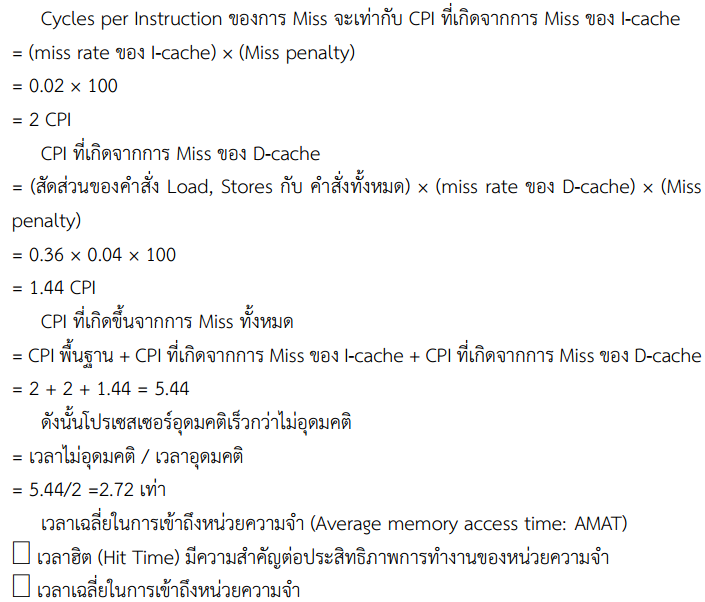 Cycles per Instruction ของการ Miss จะเท่ากับ CPI ที่เกิดจากการ Miss ของ I-cache
= (miss rate ของ I-cache) × (Miss penalty)
= 0.02 × 100
= 2 CPI
CPI ที่เกิดจากการ Miss ของ D-cache
= (สัดส่วนของคำสั่ง Load, Stores กับ คำสั่งทั้งหมด) × (miss rate ของ D-cache) × (Miss
penalty)
= 0.36 × 0.04 × 100
= 1.44 CPI
CPI ที่เกิดขึ้นจากการ Miss ทั้งหมด
= CPI พื้นฐาน + CPI ที่เกิดจากการ Miss ของ I-cache + CPI ที่เกิดจากการ Miss ของ D-cache
= 2 + 2 + 1.44 = 5.44
ดังนั้นโปรเซสเซอร์อุดมคติเร็วกว่าไม่อุดมคติ
= เวลาไม่อุดมคติ / เวลาอุดมคติ
= 5.44/2 =2.72 เท่า
เวลาเฉลี่ยในการเข้าถึงหน่วยความจำ (Average memory access time: AMAT)
เวลาฮิต (Hit Time) มีความสำคัญต่อประสิทธิภาพการทำงานของหน่วยความจำ
เวลาเฉลี่ยในการเข้าถึงหน่วยความจำ